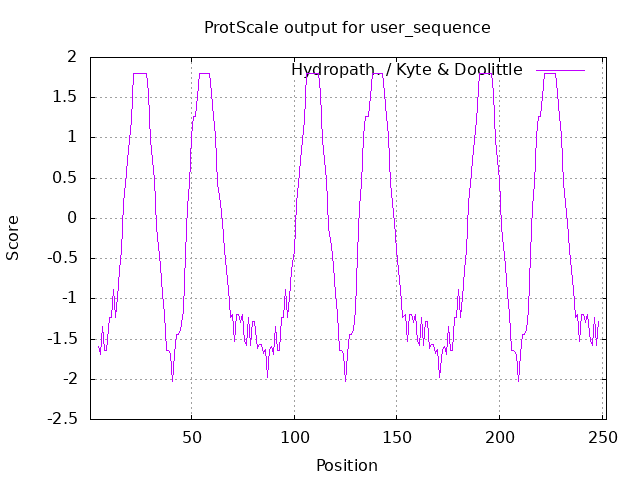 ProtScale output for user_sequence
Hydropath. / Kyte & Doolittle
2
1.5
1
0.5
0
-0.5
-1
-1.5
-2
-2.5
Score
50 100 150 200 250
Position